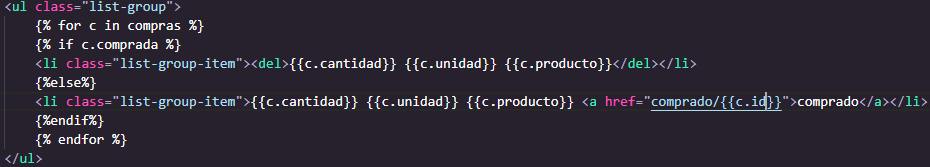 <ul class="list-group">
{% for c in compras %}
{% if c.comprada %}
<li class="list-group-item"><del>{{c.cantidad}} {{c.unidad}} {{c.producto}}</del></li>
{%else%}
<li class="list-group-item">{{c.cantidad}} {{c.unidad}} {{c.producto}} <a href="comprado/{{c.id}}">comprado</a></li>
{%endif%}
{% endfor %}
</ul>